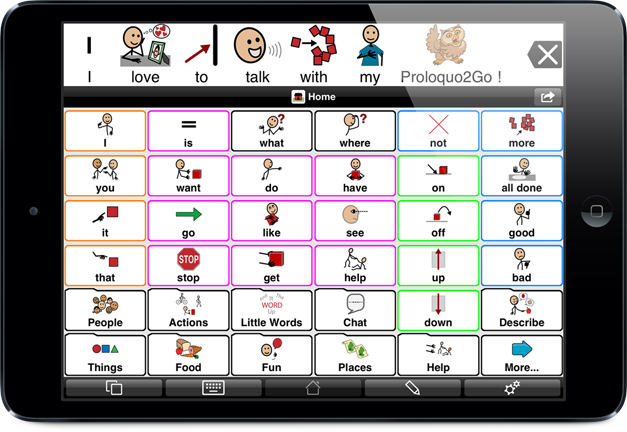 I love to talk with my Proloquo2Go !
Home
I is what where not more
you want do have on all done
it go like see off good
STOP
that stop get help up bad
WORD
Up
People Actions Little Words Chat down Describe
Things Food Fun Places Help More...